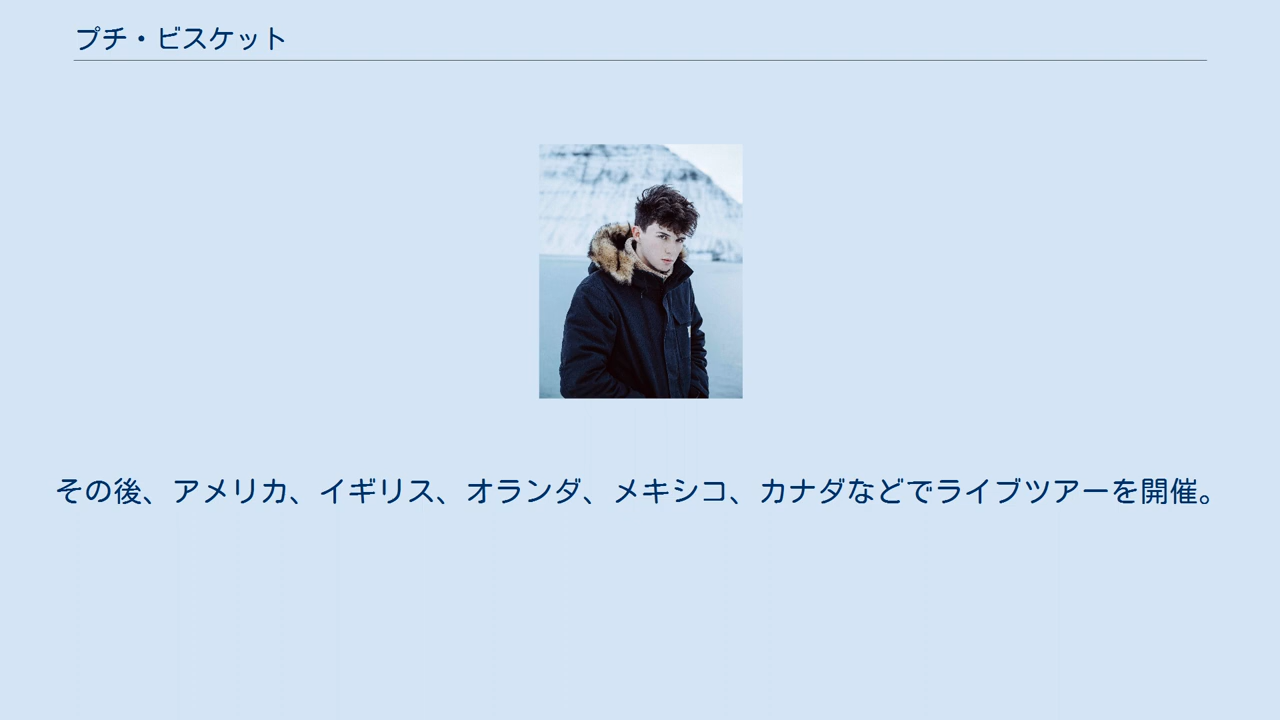 プチ・ビスケット
その後、アメリカ、イギリス、オランダ、メキシコ、カナダなどでライブツアーを開催。